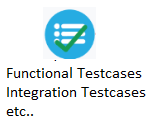 Functional Testcases
Integration Testcases
etc..